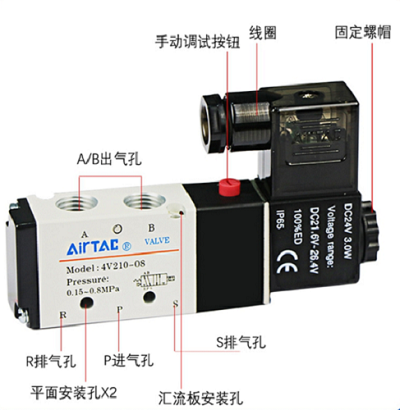 手动调试按钮
线圈
固定螺帽
A/B出气孔
A
B
AirTAC ®
VALVE
Model: 4V210-08
Pressure:
0.15-0.8MPa
R
P
S
DC24V 3.0W
Voltage range:
DC21.6V-26.4V
100%ED
IP65
CE
R排气孔
P进气孔
S排气孔
平面安装孔X2
汇流板安装孔